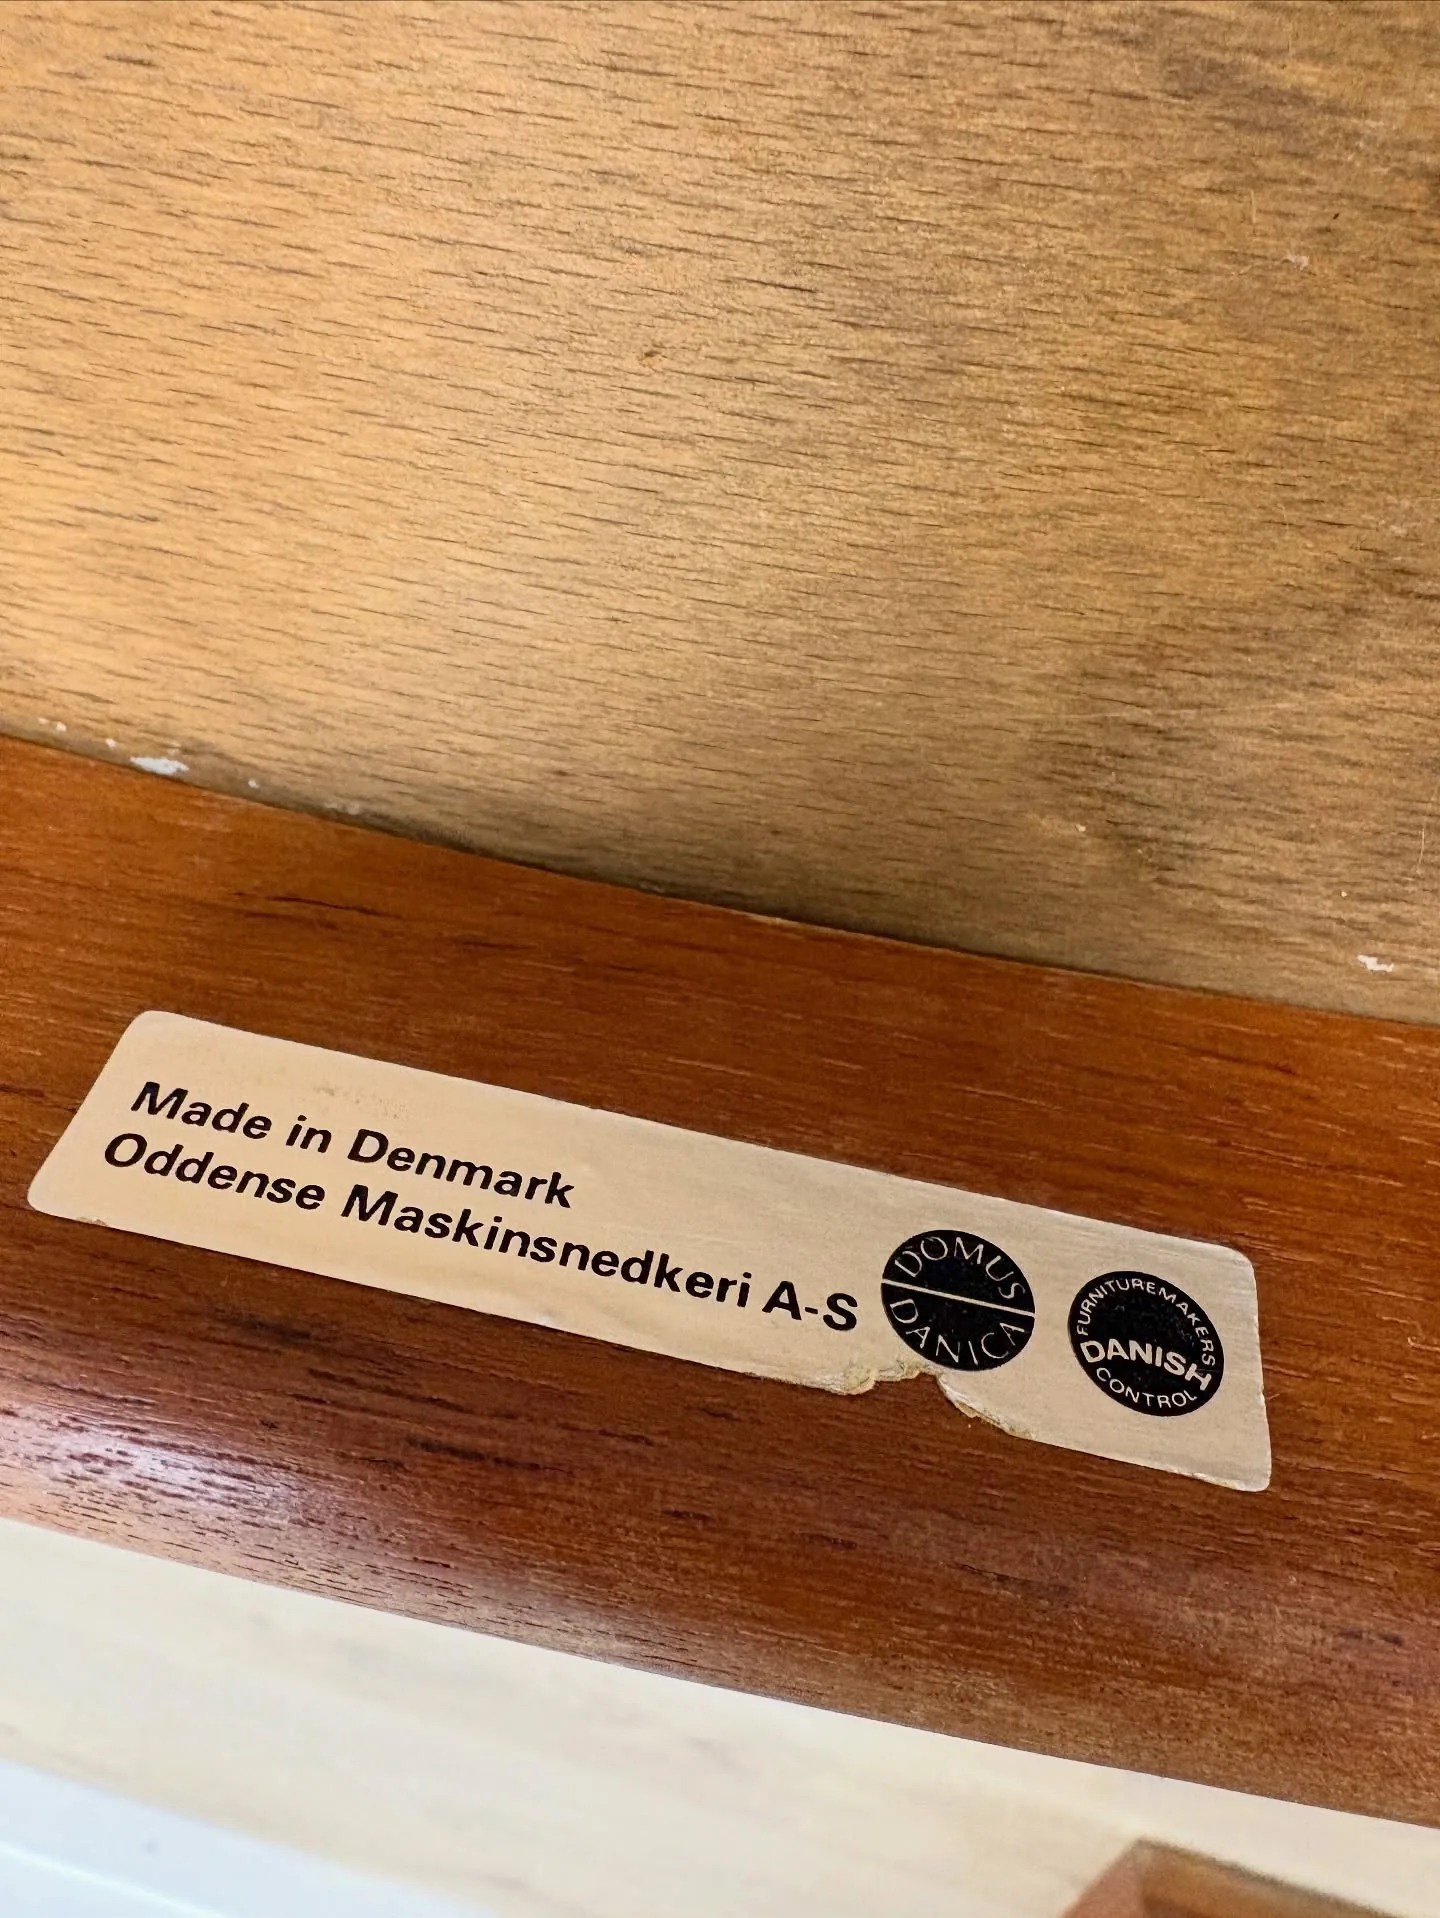 Made in Denmark
Oddense Maskinsnedkeri A-S
DOMUS
DANICA
FURNITUREMAKERS
DANISH
CONTROL